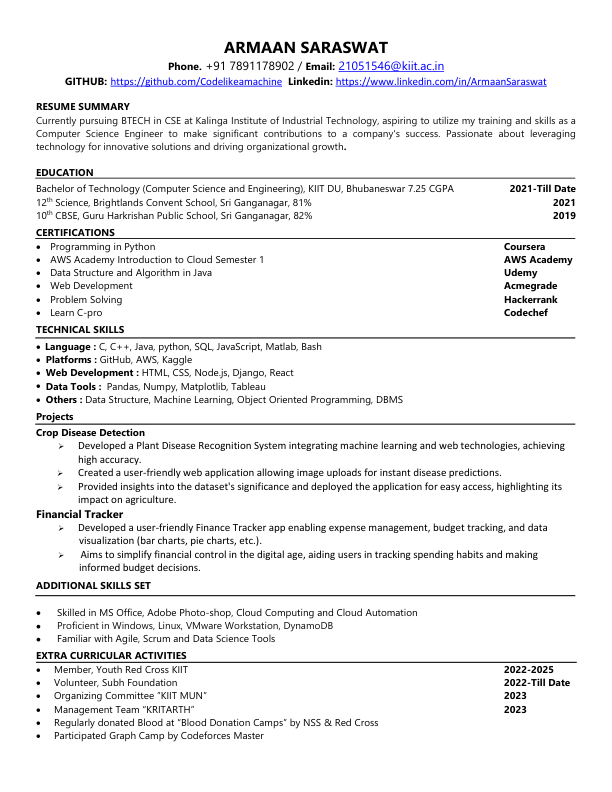 ARMAAN SARASWAT
Phone. +91 7891178902 / Email: 21051546@kiit.ac.in
GITHUB: https://github.com/Codelikeamachine Linkedin: https://www.linkedin.com/in/ArmaanSaraswat
RESUME SUMMARY
Currently pursuing BTECH in CSE at Kalinga Institute of Industrial Technology, aspiring to utilize my training and skills as a
Computer Science Engineer to make significant contributions to a company's success. Passionate about leveraging
technology for innovative solutions and driving organizational growth.
EDUCATION
Bachelor of Technology (Computer Science and Engineering), KIIT DU, Bhubaneswar 7.25 CGPA 2021-Till Date
12th Science, Brightlands Convent School, Sri Ganganagar, 81% 2021
10th CBSE, Guru Harkrishan Public School, Sri Ganganagar, 82% 2019
CERTIFICATIONS
• Programming in Python Coursera
• AWS Academy Introduction to Cloud Semester 1 AWS Academy
• Data Structure and Algorithm in Java Udemy
• Web Development Acmegrade
• Problem Solving Hackerrank
• Learn C-pro Codechef
TECHNICAL SKILLS
• Language : C, C++, Java, python, SQL, JavaScript, Matlab, Bash
• Platforms : GitHub, AWS, Kaggle
• Web Development : HTML, CSS, Node.js, Django, React
• Data Tools : Pandas, Numpy, Matplotlib, Tableau
• Others : Data Structure, Machine Learning, Object Oriented Programming, DBMS
Projects
Crop Disease Detection
➢ Developed a Plant Disease Recognition System integrating machine learning and web technologies, achieving
high accuracy.
➢ Created a user-friendly web application allowing image uploads for instant disease predictions.
➢ Provided insights into the dataset's significance and deployed the application for easy access, highlighting its
impact on agriculture.
Financial Tracker
➢ Developed a user-friendly Finance Tracker app enabling expense management, budget tracking, and data
visualization (bar charts, pie charts, etc.).
➢ Aims to simplify financial control in the digital age, aiding users in tracking spending habits and making
informed budget decisions.
ADDITIONAL SKILLS SET
• Skilled in MS Office, Adobe Photo-shop, Cloud Computing and Cloud Automation
• Proficient in Windows, Linux, VMware Workstation, DynamoDB
• Familiar with Agile, Scrum and Data Science Tools
EXTRA CURRICULAR ACTIVITIES
• Member, Youth Red Cross KIIT 2022-2025
• Volunteer, Subh Foundation 2022-Till Date
• Organizing Committee “KIIT MUN” 2023
• Management Team “KRITARTH” 2023
• Regularly donated Blood at “Blood Donation Camps” by NSS & Red Cross
• Participated Graph Camp by Codeforces Master